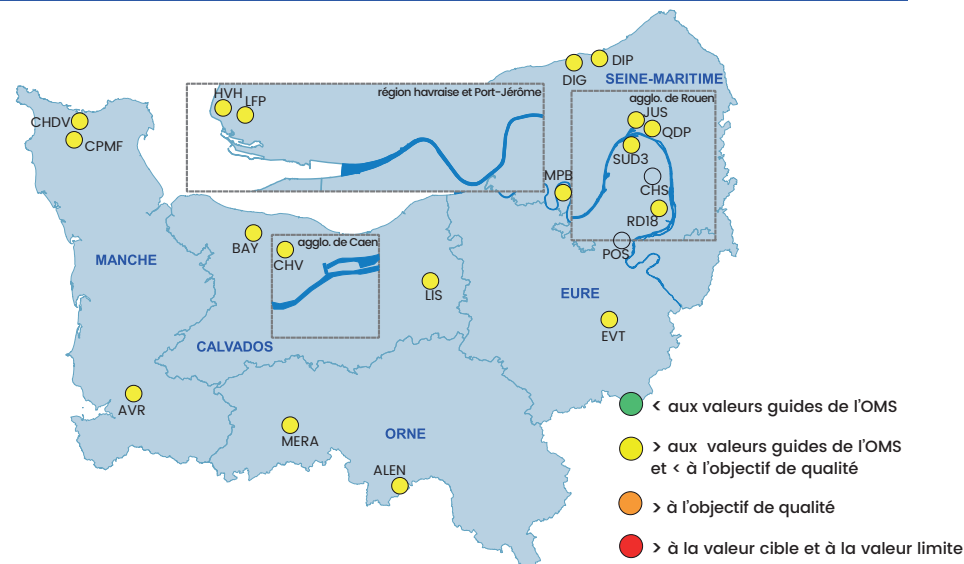 DIP
DIG
SEINE-MARITIME
HVH
LFP
région havraise et Port-Jérôme
agglo. de Rouen
JUS
QDP
CHDV
CPMF
SUD3
MPB
CHS
RD18
BAY
agglo. de Caen
CHV
POS
MANCHE
LIS
EURE
EVT
CALVADOS
AVR
MERA
ORNE
ALEN
< aux valeurs guides de l'OMS
> aux valeurs guides de l'OMS
et < à l'objectif de qualité
> à l'objectif de qualité
> à la valeur cible et à la valeur limite